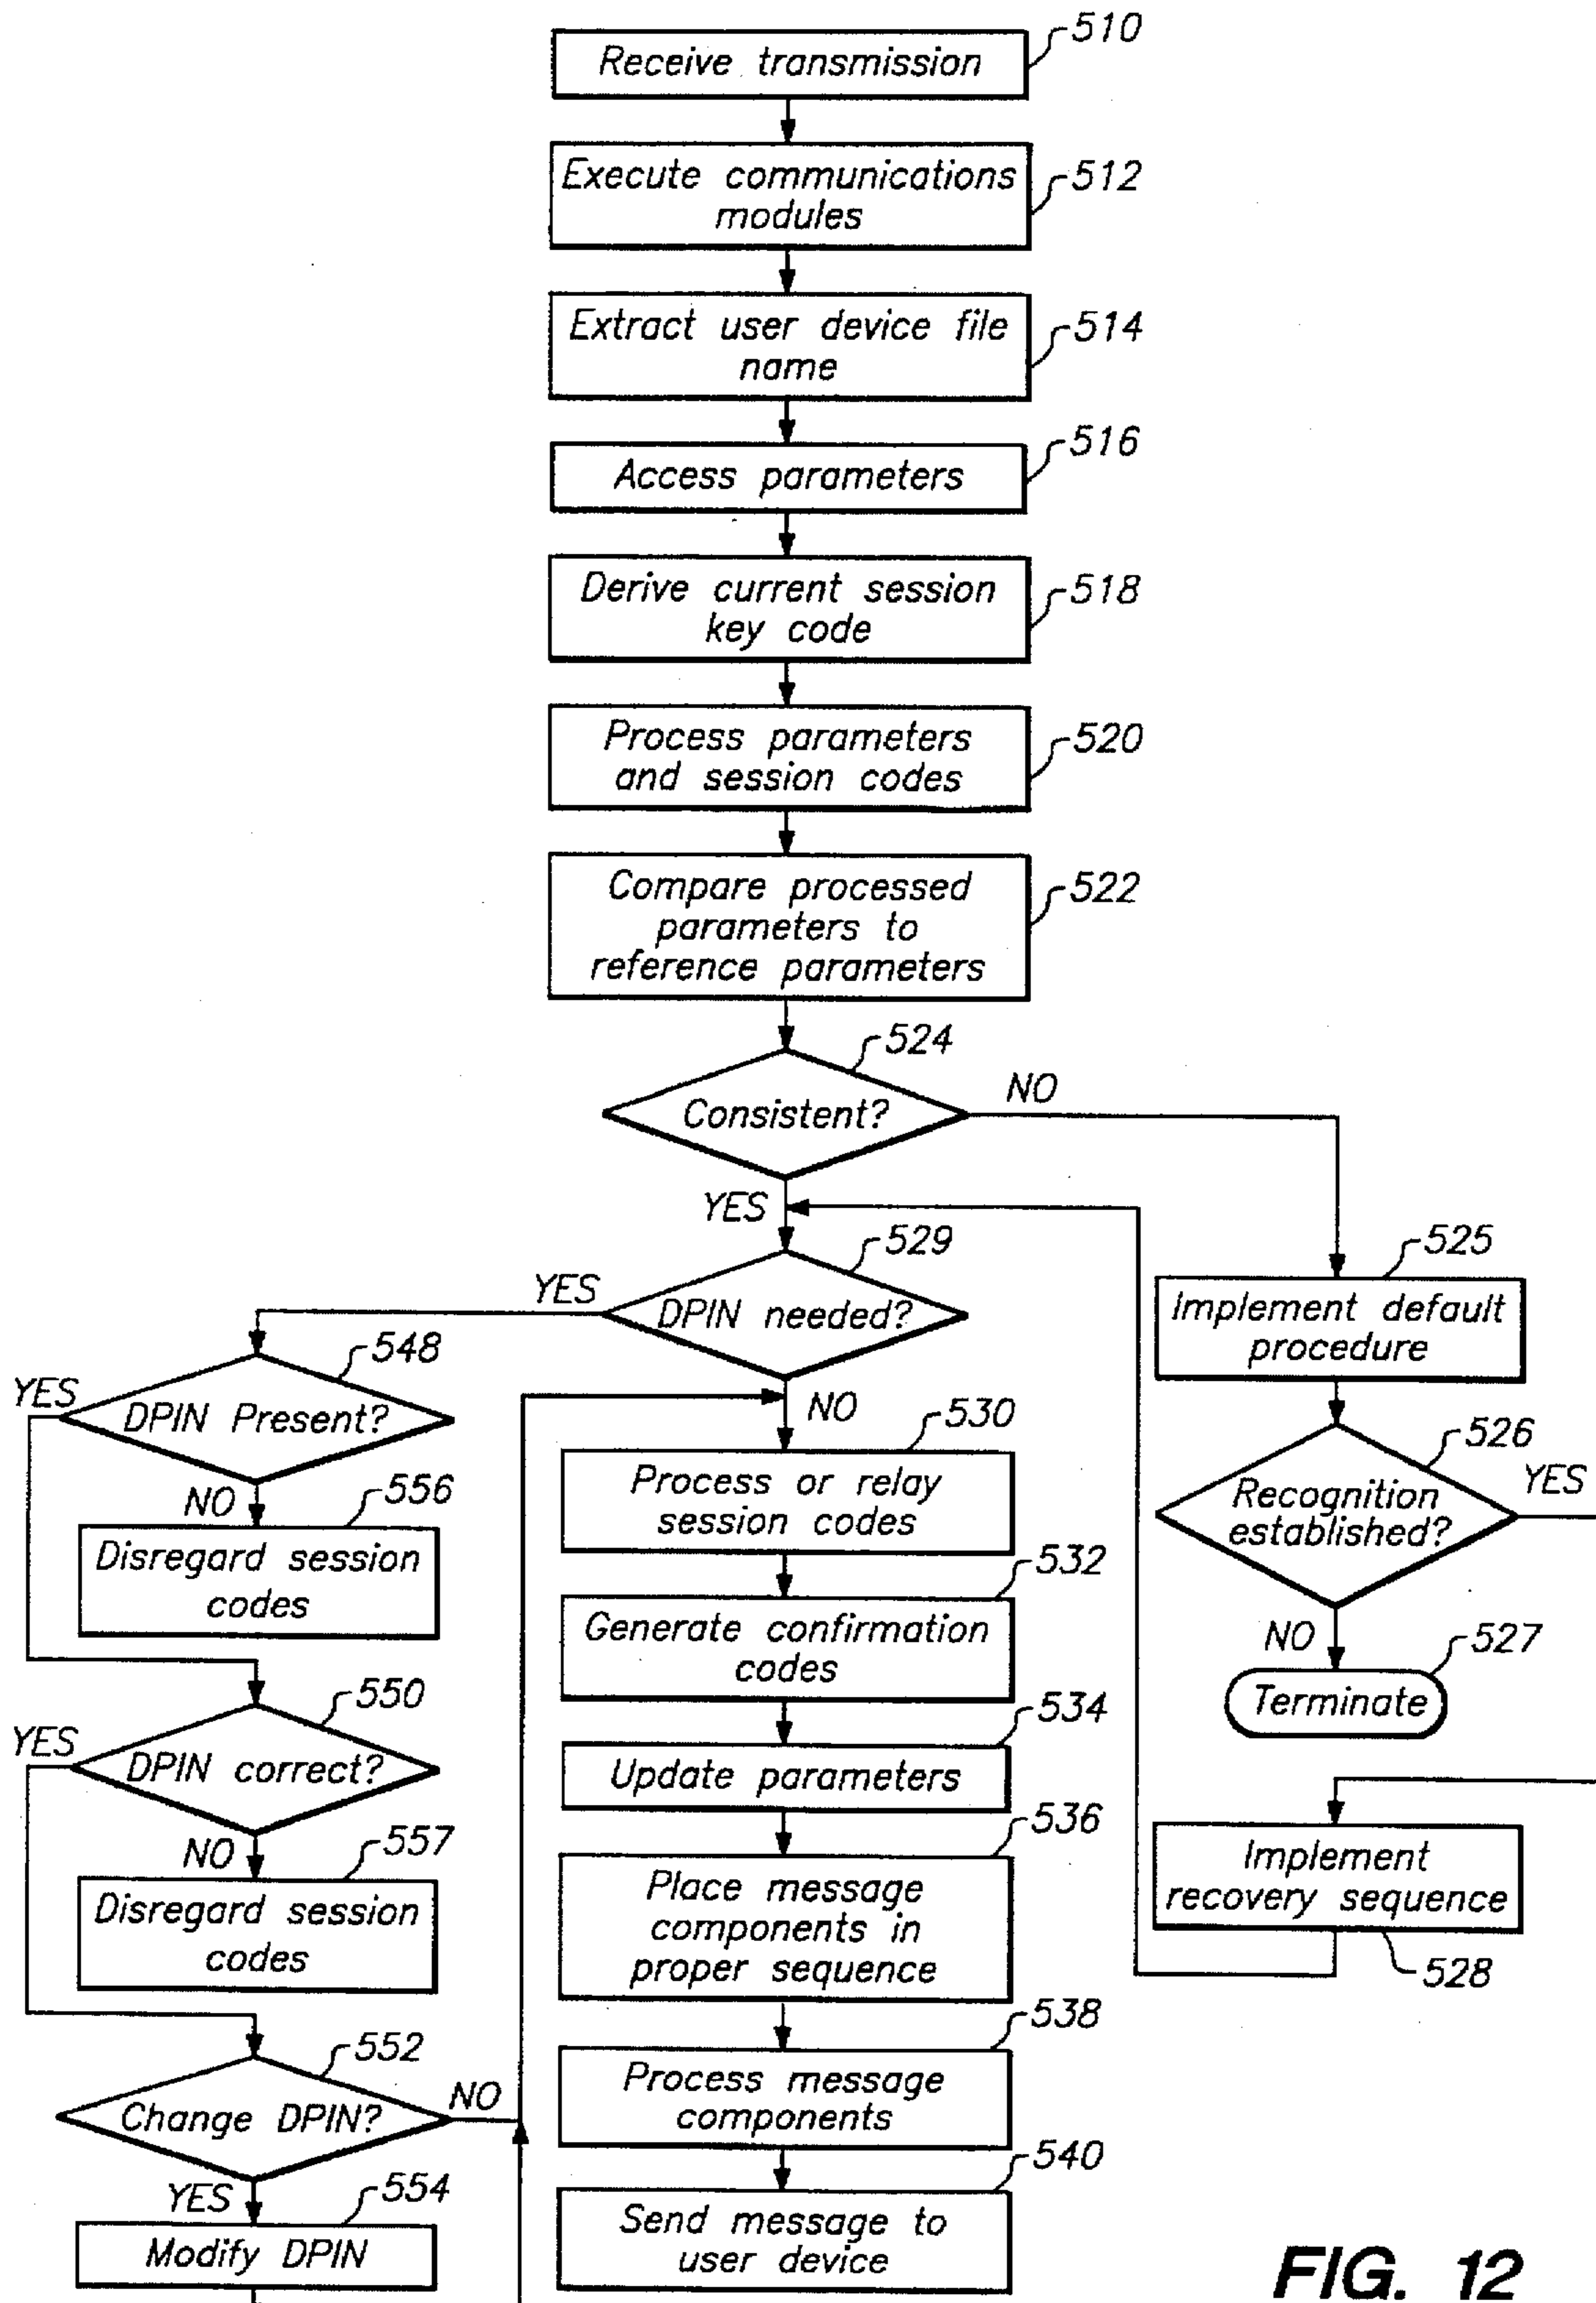 510
Receive transmission
512
Execute communications
modules
514
Extract user device file
name
516
Access parameters
518
Derive current session
key code
520
Process parameters
and session codes
522
Compare processed
parameters to
reference parameters
524
Consistent?
NO
YES
529
DPIN needed?
YES
NO
525
Implement default
procedure
526
Recognition
established?
YES
NO
527
Terminate
Implement
recovery sequence
528
548
DPIN Present?
YES
NO
556
Disregard session
codes
550
DPIN correct?
YES
NO
557
Disregard session
codes
552
Change DPIN?
NO
YES
554
Modify DPIN
530
Process or relay
session codes
532
Generate confirmation
codes
534
Update parameters
536
Place message
components in
proper sequence
538
Process message
components
540
Send message to
user device
FIG. 12